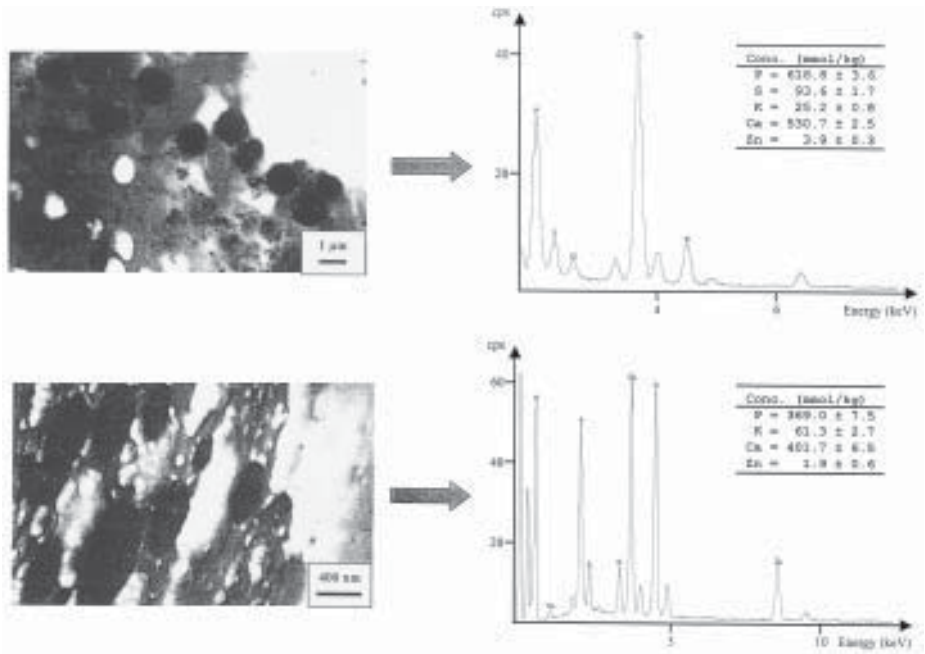 cps
40
20
4
6
Energy (keV)
Conc. (mmol/kg)
P = 618.8 ± 3.6
S = 93.6 ± 1.7
K = 25.2 ± 0.8
Ca = 530.7 ± 2.5
Zn = 3.9 ± 0.3
1 µm
cps
60
40
20
5
10
Energy (keV)
Conc. (mmol/kg)
P = 369.0 ± 7.5
K = 61.3 ± 2.7
Ca = 401.7 ± 6.8
Zn = 1.9 ± 0.6
400 nm